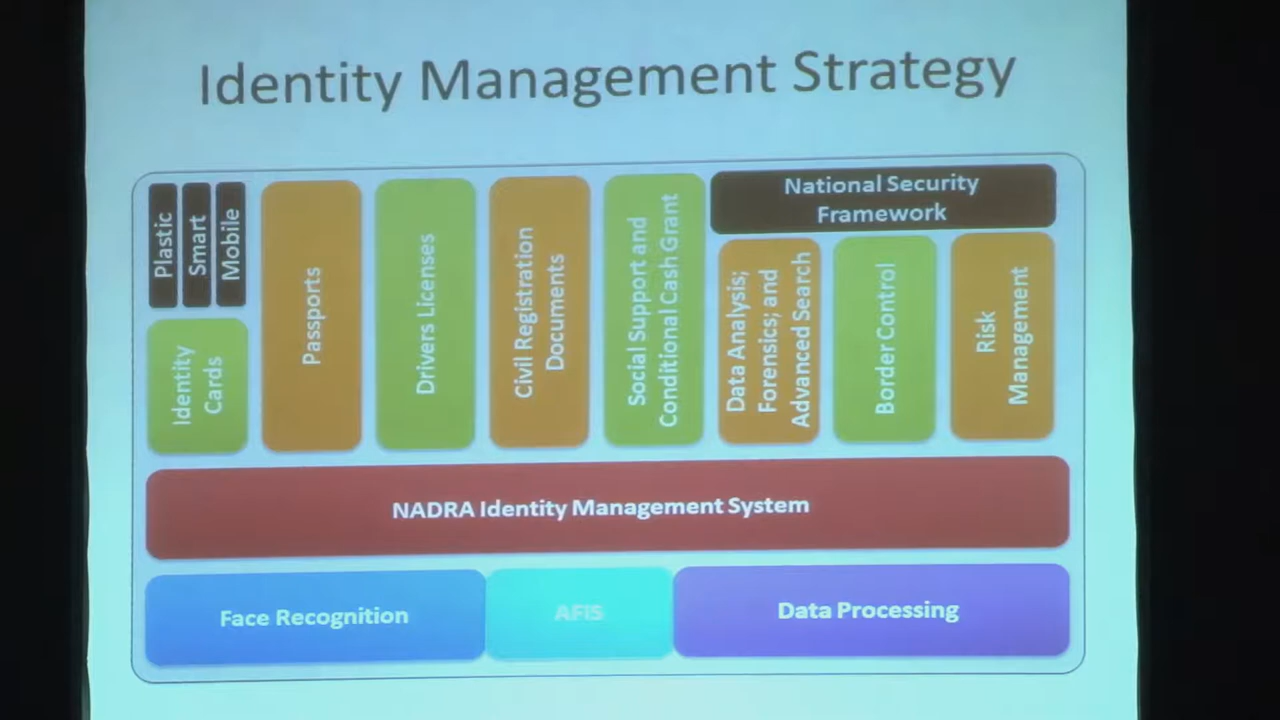 Identity Management Strategy
Plastic
Smart
Mobile
Identity
Cards
Passports
Drivers Licenses
Civil Registration
Documents
Social Support and
Conditional Cash Grant
National Security
Framework
Data Analysis;
Forensics; and
Advanced Search
Border Control
Risk
Management
NADRA Identity Management System
Face Recognition
AFIS
Data Processing